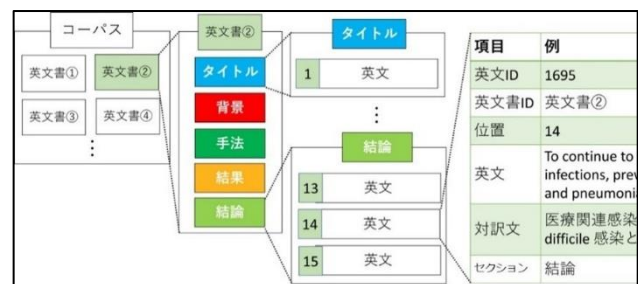 コーパス
英文書①
英文書②
英文書③
英文書④
⋮
英文書②
タイトル
背景
手法
結果
結論
タイトル
1 英文
⋮
結論
13 英文
14 英文
15 英文
項目 例
英文ID 1695
英文書ID 英文書②
位置 14
英文 To continue to
infections, prev
and pneumoni
対訳文 医療関連感染
difficile 感染と
セクション 結論